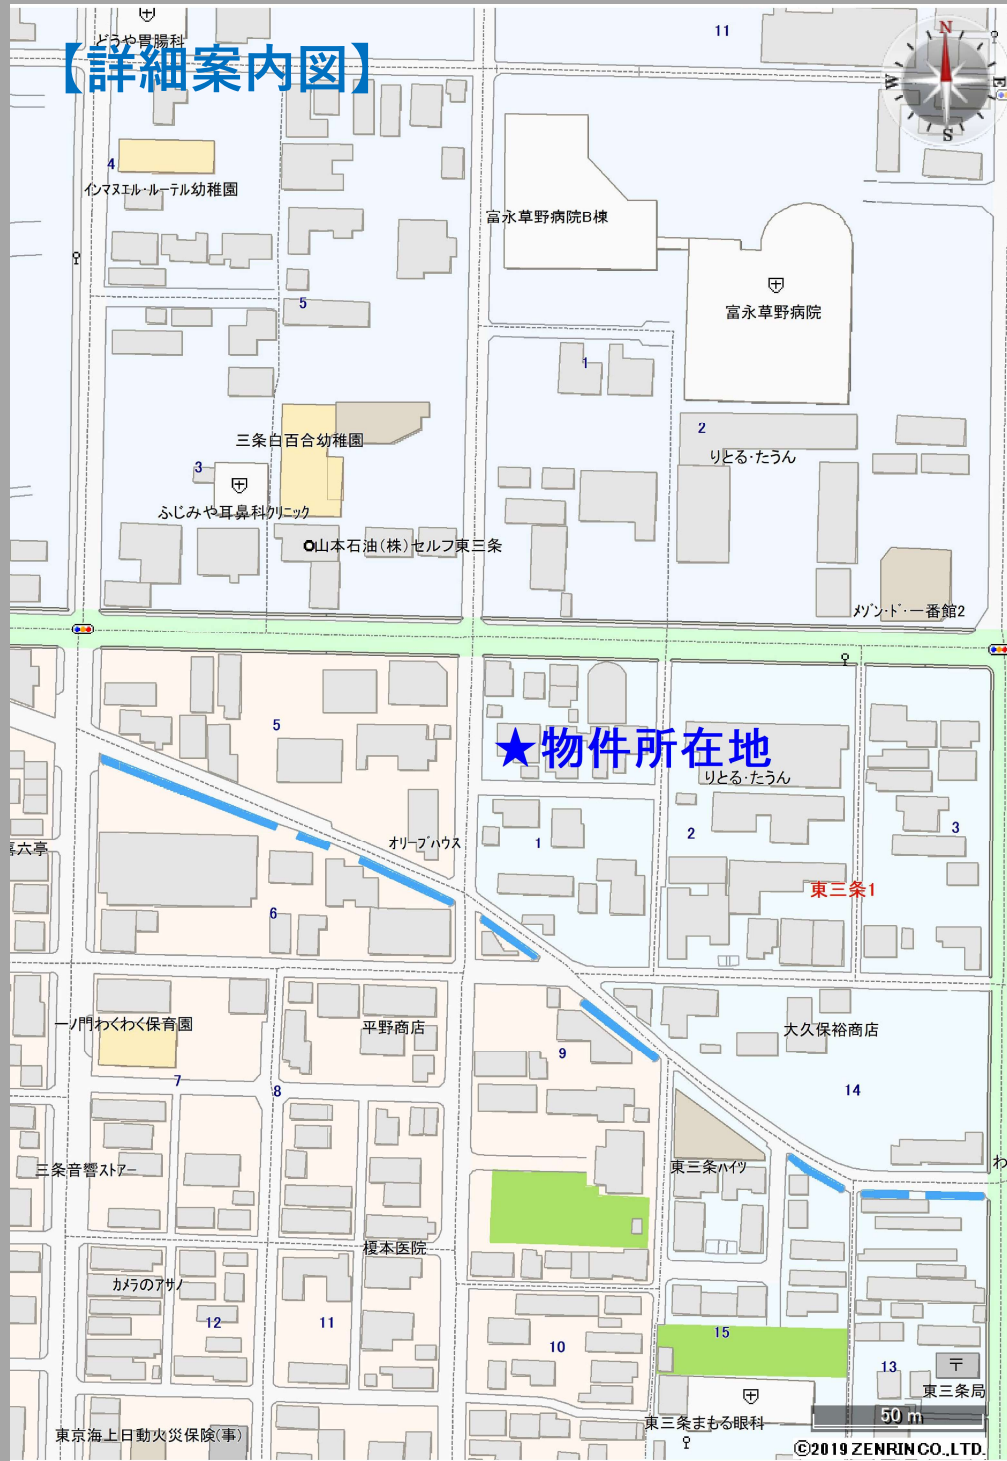 どうや胃腸科
11
【詳細案内図】
N
W
E
S
4
インマヌエル・ルーテル幼稚園
富永草野病院B棟
富永草野病院
5
1
2
三条白百合幼稚園
りとる・たうん
3
ふじみや耳鼻科クリニック
山本石油(株)セルフ東三条
メゾン・ド・一番館2
5
★物件所在地
りとる・たうん
オリーブハウス
1
2
3
喜六亭
東三条1
6
一ノ門わくわく保育園
平野商店
大久保裕商店
9
7
8
14
三条音響ストアー
東三条ハイツ
わ
榎本医院
カメラのアサノ
12
11
10
15
13
〒
東三条局
東三条まもる眼科
50 m
東京海上日動火災保険(事)
©2019 ZENRIN CO., LTD.